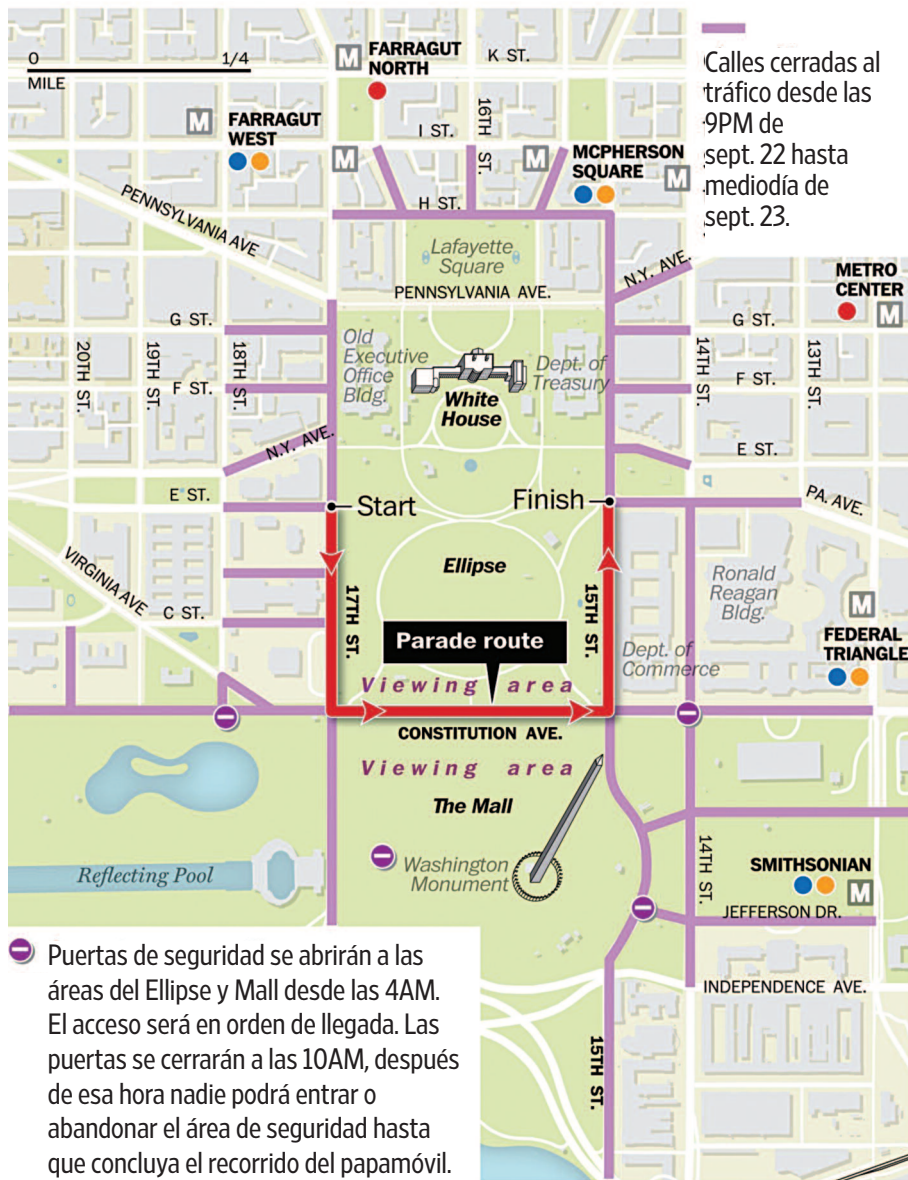 0 1/4
MILE
M
FARRAGUT
NORTH
K ST.
Calles cerradas al
tráfico desde las
9PM de
sept. 22 hasta
mediodía de
sept. 23.
M
FARRAGUT
WEST
16TH ST.
I ST.
M
M
MCPHERSON
SQUARE
M
PENNSYLVANIA AVE
H ST.
Lafayette
Square
N.Y. AVE.
METRO
CENTER
M
PENNSYLVANIA AVE.
G ST.
G ST.
20TH ST.
19TH ST.
18TH ST.
Old
Executive
Office
Bldg.
Dept. of
Treasury
14TH ST.
13TH ST.
F ST.
F ST.
White
House
N.Y. AVE.
E ST.
E ST.
Start
Finish
PA. AVE.
VIRGINIA AVE
Ellipse
Ronald
Reagan
Bldg.
17TH ST.
15TH ST.
C ST.
M
Parade route
Dept. of
Commerce
FEDERAL
TRIANGLE
Viewing area
CONSTITUTION AVE.
Viewing area
The Mall
14TH ST.
Washington
Monument
SMITHSONIAN
M
Reflecting Pool
JEFFERSON DR.
INDEPENDENCE AVE.
15TH ST.
Puertas de seguridad se abrirán a las
áreas del Ellipse y Mall desde las 4AM.
El acceso será en orden de llegada. Las
puertas se cerrarán a las 10AM, después
de esa hora nadie podrá entrar o
abandonar el área de seguridad hasta
que concluya el recorrido del papamóvil.